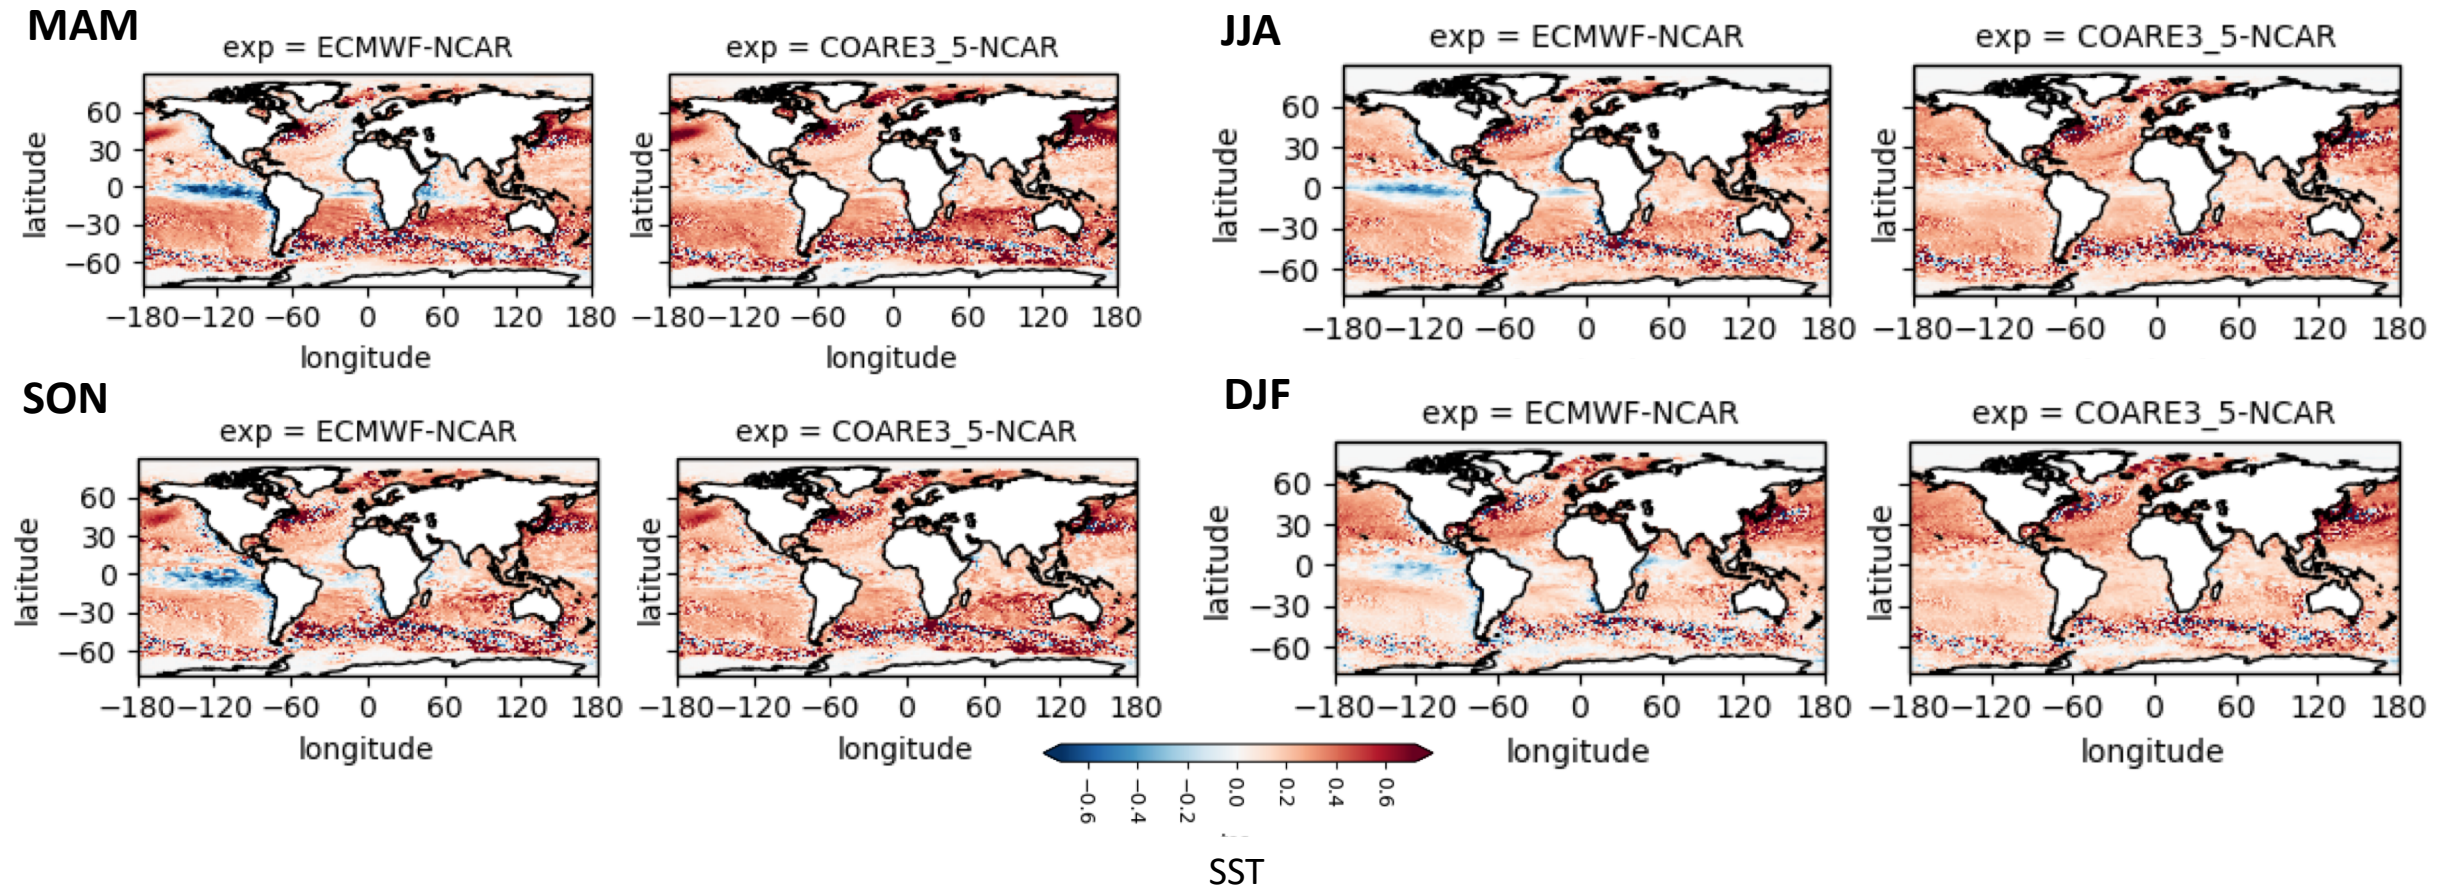 MAM
exp = ECMWF-NCAR
exp = COARE3_5-NCAR
latitude
60
30
0
−30
−60
latitude
−180 −120 −60 0 60 120 180
−180 −120 −60 0 60 120 180
longitude
longitude
JJA
exp = ECMWF-NCAR
exp = COARE3_5-NCAR
latitude
60
30
0
−30
−60
latitude
−180 −120 −60 0 60 120 180
−180 −120 −60 0 60 120 180
SON
exp = ECMWF-NCAR
exp = COARE3_5-NCAR
latitude
60
30
0
−30
−60
latitude
−180 −120 −60 0 60 120 180
−180 −120 −60 0 60 120 180
longitude
longitude
DJF
exp = ECMWF-NCAR
exp = COARE3_5-NCAR
latitude
60
30
0
−30
−60
latitude
−180 −120 −60 0 60 120 180
−180 −120 −60 0 60 120 180
longitude
longitude
−0.6 −0.4 −0.2 0.0 0.2 0.4 0.6
SST